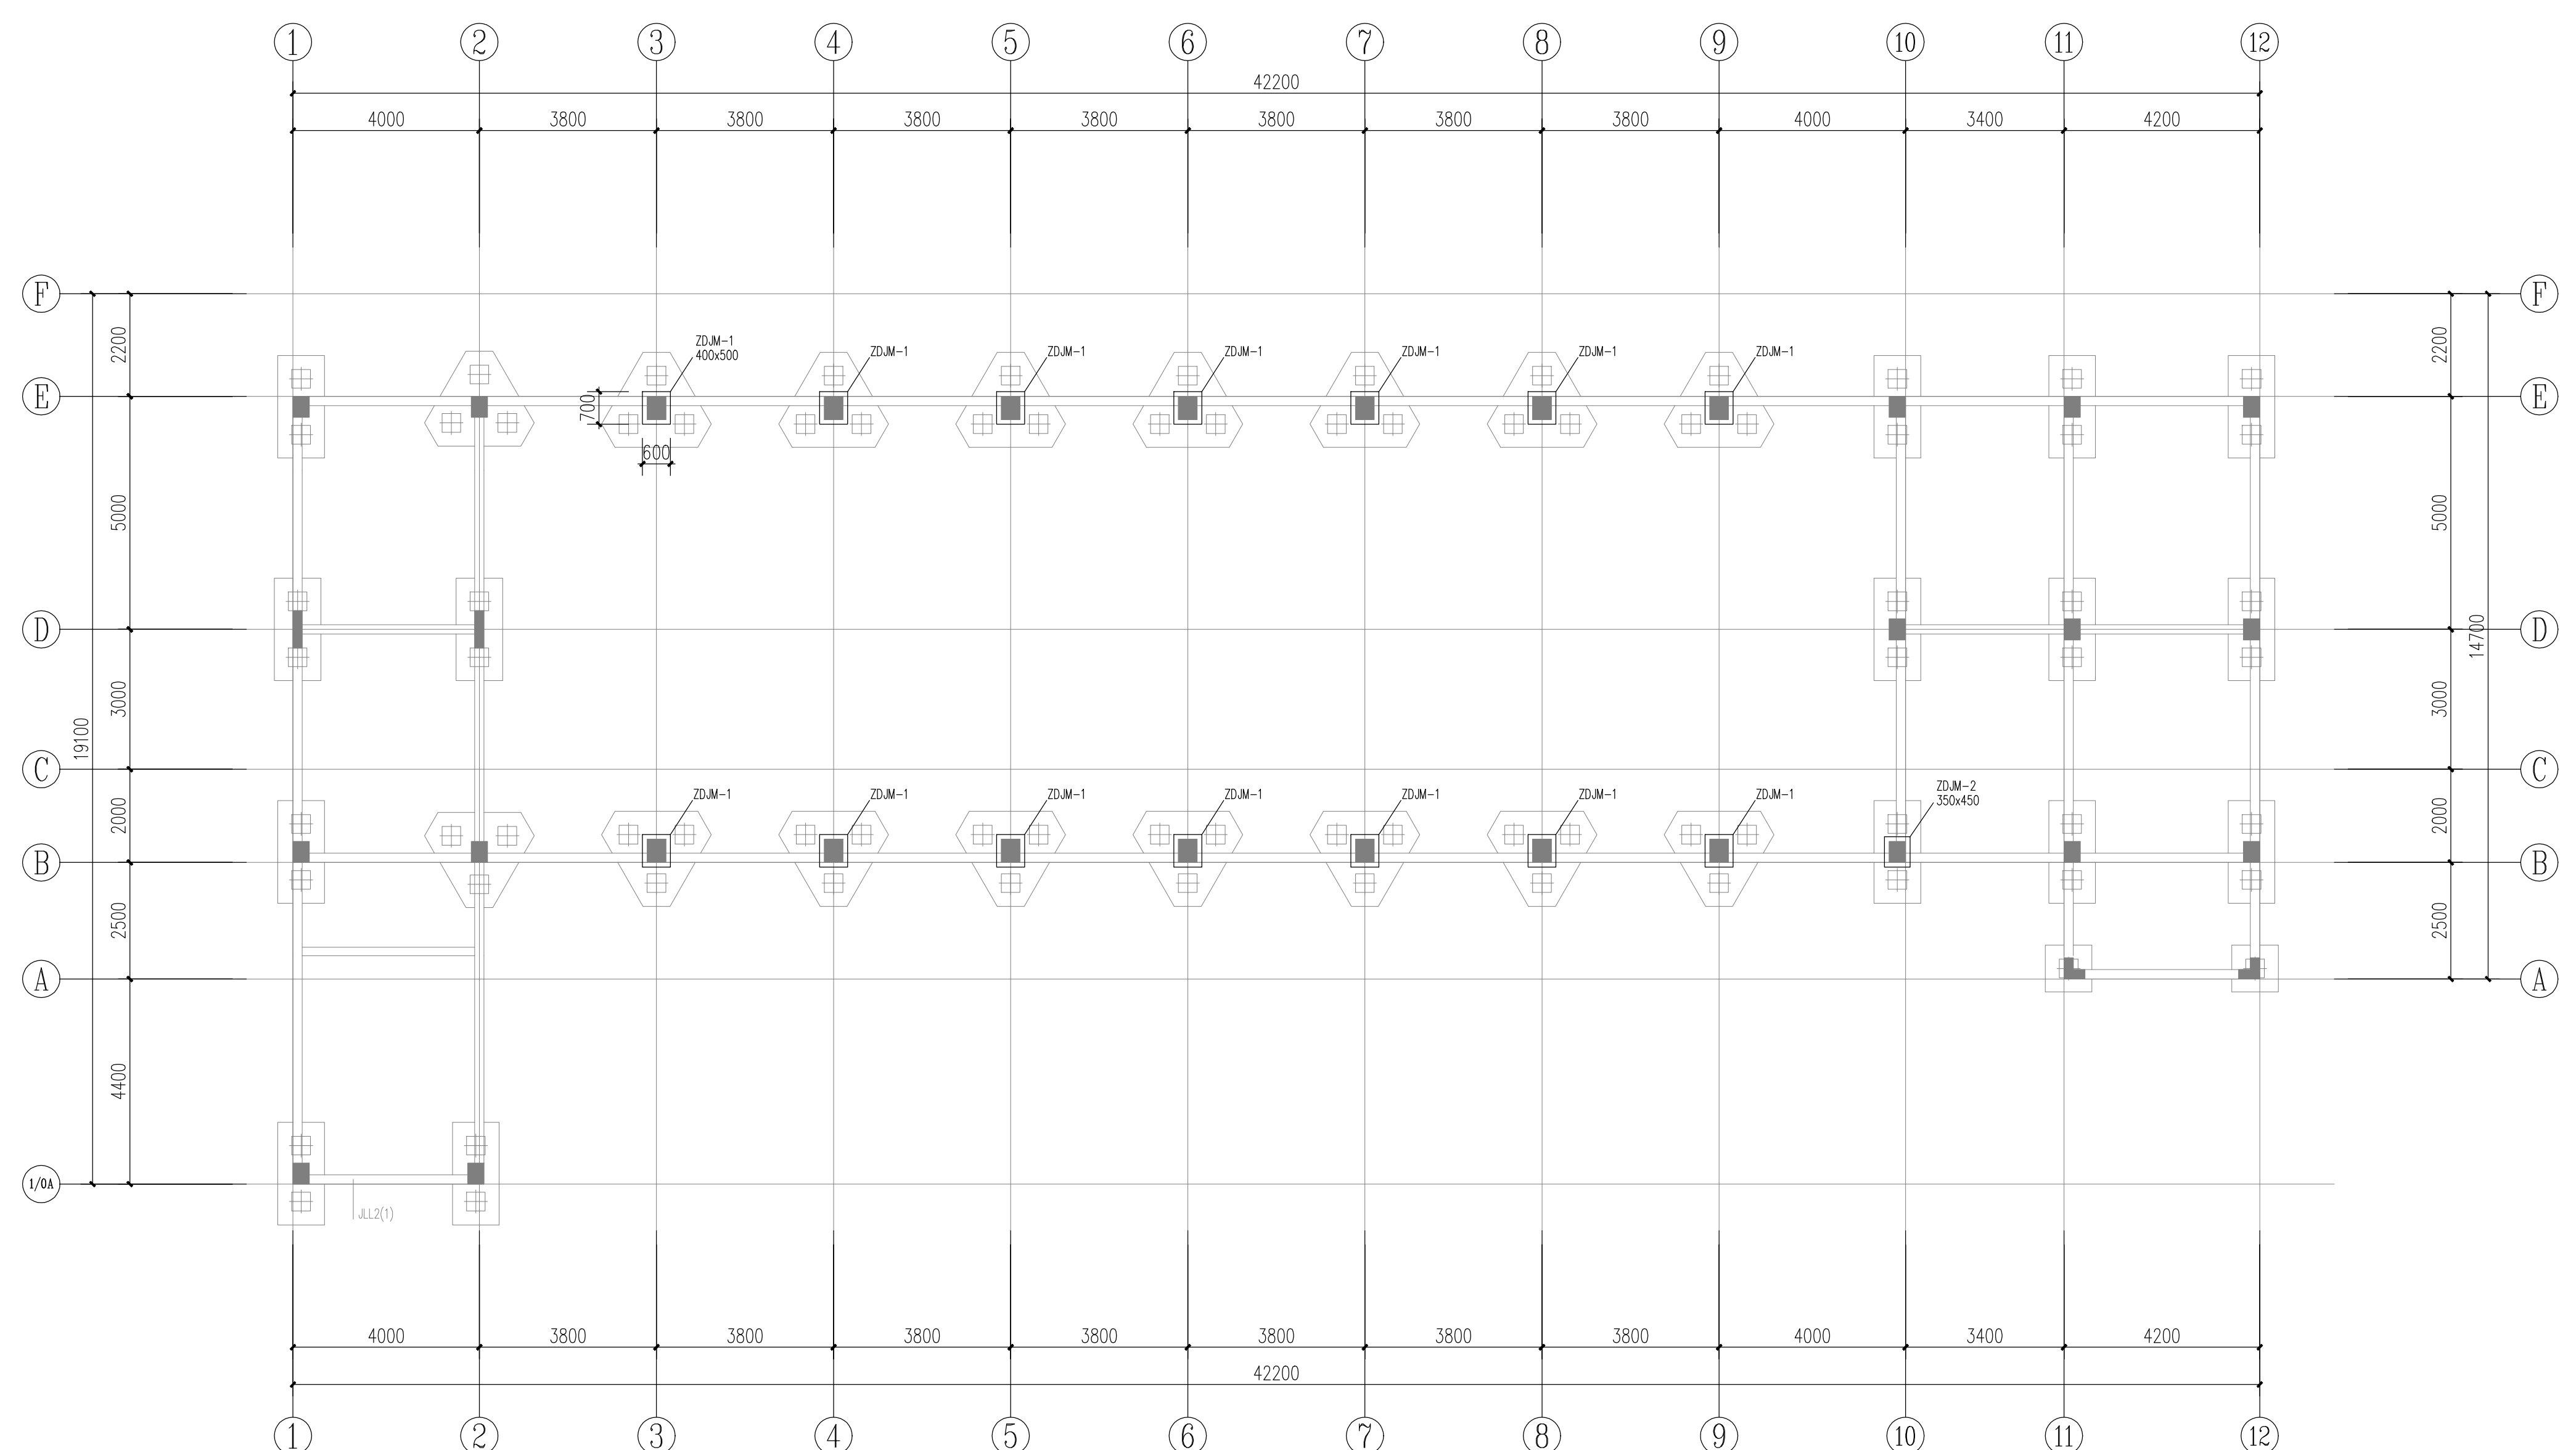 1 2 3 4 5 6 7 8 9 10 11 12
42200
4000 3800 3800 3800 3800 3800 3800 3800 4000 3400 4200
F F
2200 2200
ZDJM-1
400x500
ZDJM-1 ZDJM-1 ZDJM-1 ZDJM-1 ZDJM-1 ZDJM-1
E E
700
600
5000 5000
D D
14700
3000 3000
19100
C C
ZDJM-2
350x450
ZDJM-1 ZDJM-1 ZDJM-1 ZDJM-1 ZDJM-1 ZDJM-1 ZDJM-1
2000 2000
B B
2500 2500
A A
4400
1/0A
JLL2(1)
4000 3800 3800 3800 3800 3800 3800 3800 4000 3400 4200
42200
1 2 3 4 5 6 7 8 9 10 11 12